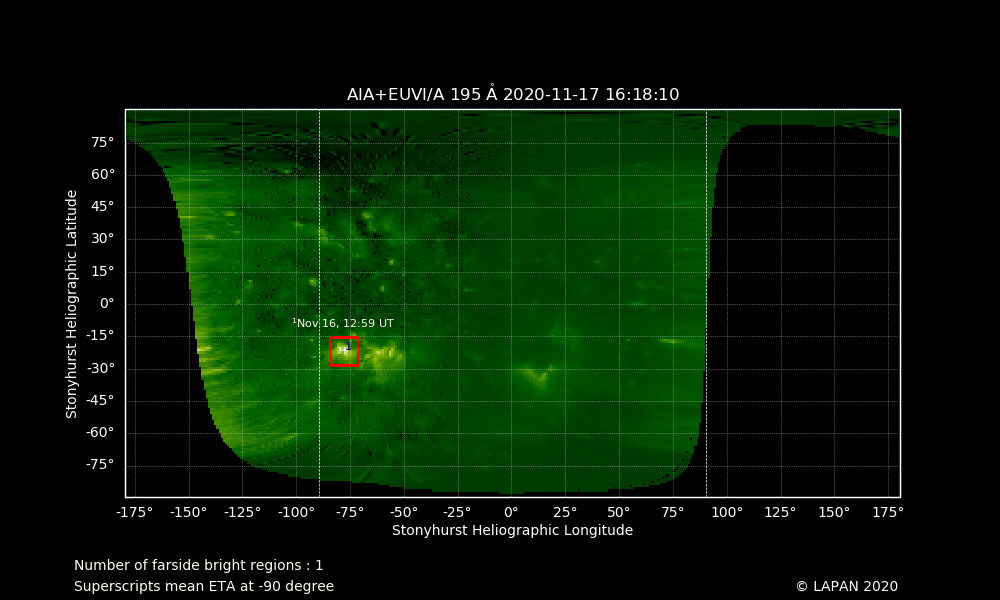 AIA+EUVI/A 195 Å 2020-11-17 16:18:10
75°
60°
45°
30°
15°
0°
-15°
-30°
-45°
-60°
-75°
Stonyhurst Heliographic Latitude
¹Nov 16, 12:59 UT
1
-175° -150° -125° -100° -75° -50° -25° 0° 25° 50° 75° 100° 125° 150° 175°
Stonyhurst Heliographic Longitude
Number of farside bright regions : 1
Superscripts mean ETA at -90 degree
© LAPAN 2020